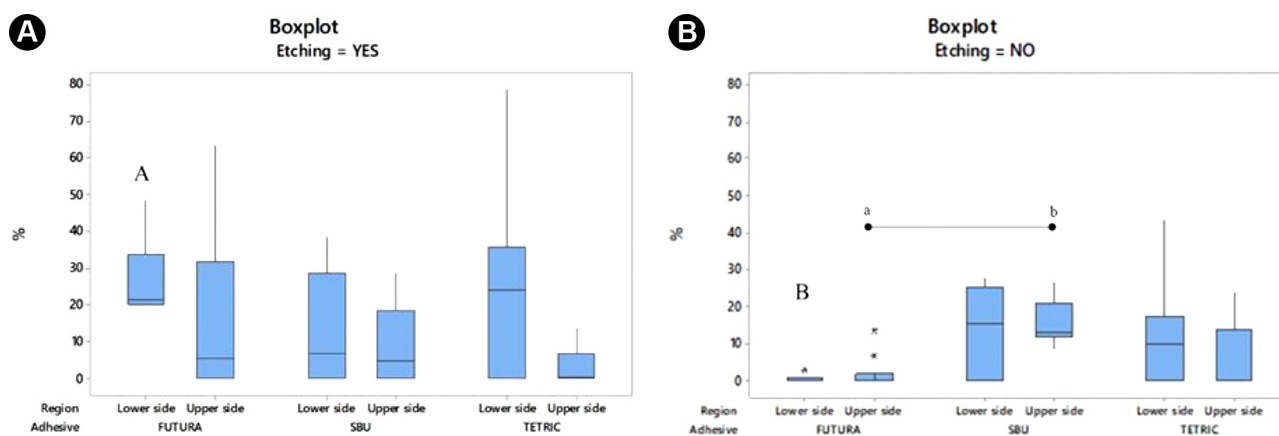 A
Boxplot
Etching = YES
80
70
60
50
40
30
20
10
0
%
A
Region Lower side Upper side Lower side Upper side Lower side Upper side
Adhesive FUTURA SBU TETRIC
B
Boxplot
Etching = NO
80
70
60
50
40
30
20
10
0
%
a b
B
Region Lower side Upper side Lower side Upper side Lower side Upper side
Adhesive FUTURA SBU TETRIC